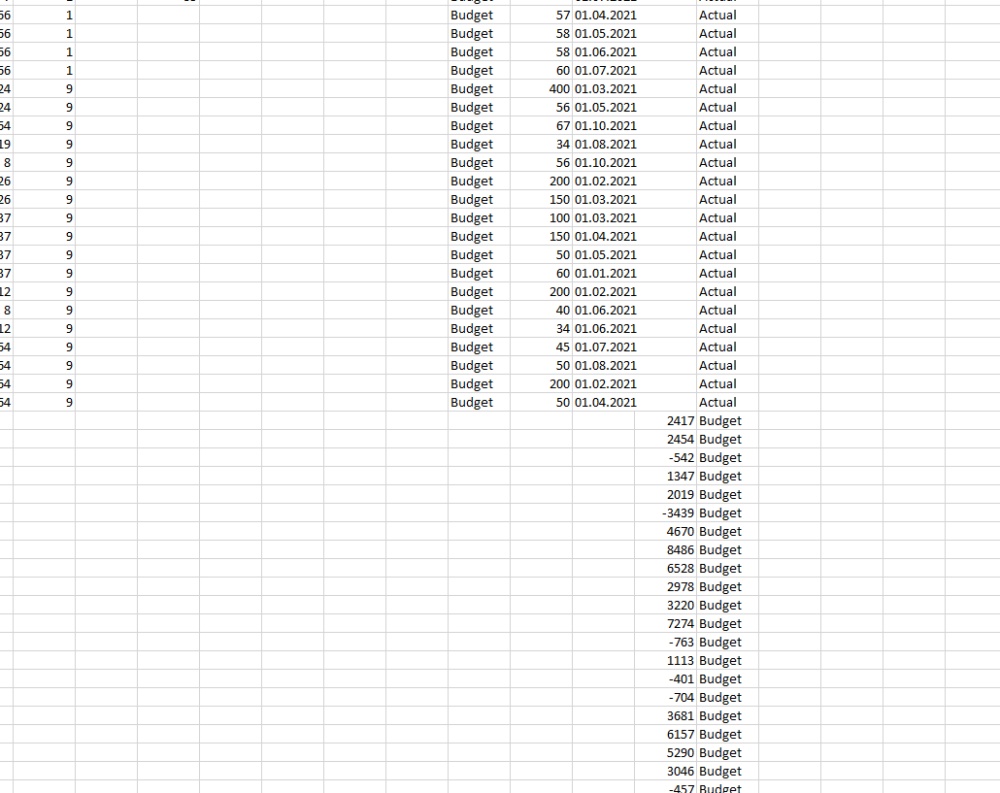 56 1 Budget 57 01.04.2021 Actual
56 1 Budget 58 01.05.2021 Actual
56 1 Budget 58 01.06.2021 Actual
56 1 Budget 60 01.07.2021 Actual
24 9 Budget 400 01.03.2021 Actual
24 9 Budget 56 01.05.2021 Actual
54 9 Budget 67 01.10.2021 Actual
19 9 Budget 34 01.08.2021 Actual
8 9 Budget 56 01.10.2021 Actual
26 9 Budget 200 01.02.2021 Actual
26 9 Budget 150 01.03.2021 Actual
37 9 Budget 100 01.03.2021 Actual
37 9 Budget 150 01.04.2021 Actual
37 9 Budget 50 01.05.2021 Actual
37 9 Budget 60 01.01.2021 Actual
12 9 Budget 200 01.02.2021 Actual
8 9 Budget 40 01.06.2021 Actual
12 9 Budget 34 01.06.2021 Actual
54 9 Budget 45 01.07.2021 Actual
54 9 Budget 50 01.08.2021 Actual
54 9 Budget 200 01.02.2021 Actual
54 9 Budget 50 01.04.2021 Actual
2417 Budget
2454 Budget
-542 Budget
1347 Budget
2019 Budget
-3439 Budget
4670 Budget
8486 Budget
6528 Budget
2978 Budget
3220 Budget
7274 Budget
-763 Budget
1113 Budget
-401 Budget
-704 Budget
3681 Budget
6157 Budget
5290 Budget
3046 Budget
-457 Budget